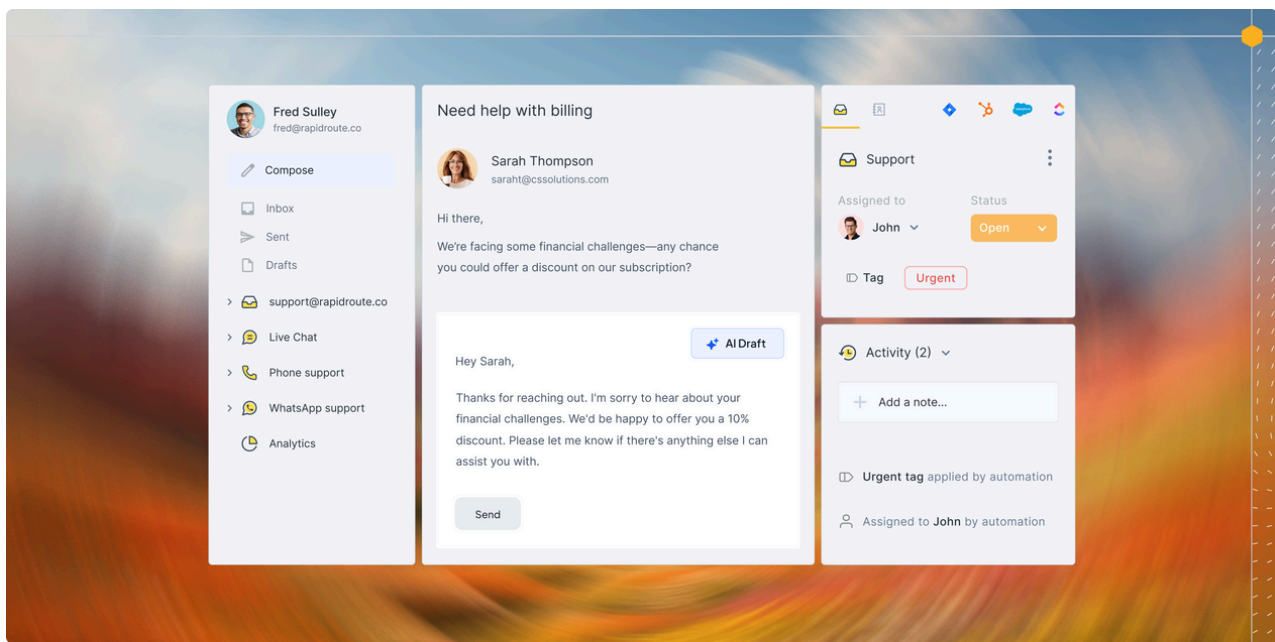 Fred Sulley
fred@rapidroute.co
Compose
Inbox
Sent
Drafts
support@rapidroute.co
Live Chat
Phone support
WhatsApp support
Analytics
Need help with billing
Sarah Thompson
saraht@cssolutions.com
Hi there,
We're facing some financial challenges—any chance
you could offer a discount on our subscription?
AI Draft
Hey Sarah,
Thanks for reaching out. I'm sorry to hear about your
financial challenges. We'd be happy to offer you a 10%
discount. Please let me know if there's anything else I can
assist you with.
Send
Support
Assigned to
Status
John
Open
Tag
Urgent
Activity (2)
Add a note...
Urgent tag applied by automation
Assigned to John by automation